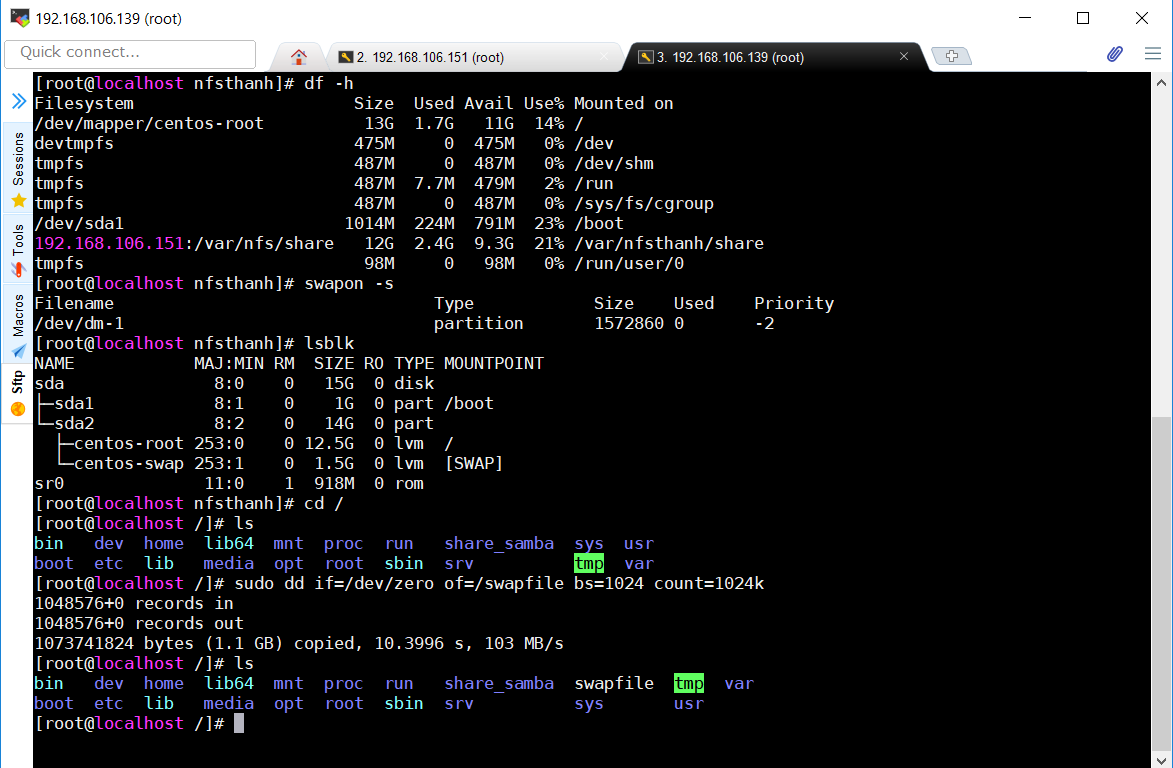 192.168.106.139 (root)
Quick connect...
2. 192.168.106.151 (root)
3. 192.168.106.139 (root)
Sessions
Tools
Macros
Sftp
[root@localhost nfsthanh]# df -h
Filesystem                      Size  Used Avail Use% Mounted on
/dev/mapper/centos-root          13G  1.7G   11G  14% /
devtmpfs                        475M     0  475M   0% /dev
tmpfs                           487M     0  487M   0% /dev/shm
tmpfs                           487M  7.7M  479M   2% /run
tmpfs                           487M     0  487M   0% /sys/fs/cgroup
/dev/sda1                      1014M  224M  791M  23% /boot
192.168.106.151:/var/nfs/share   12G  2.4G  9.3G  21% /var/nfsthanh/share
tmpfs                            98M     0   98M   0% /run/user/0
[root@localhost nfsthanh]# swapon -s
Filename                                Type            Size    Used    Priority
/dev/dm-1                               partition       1572860 0       -2
[root@localhost nfsthanh]# lsblk
NAME            MAJ:MIN RM  SIZE RO TYPE MOUNTPOINT
sda               8:0    0   15G  0 disk
├─sda1            8:1    0    1G  0 part /boot
└─sda2            8:2    0   14G  0 part
  ├─centos-root 253:0    0 12.5G  0 lvm  /
  └─centos-swap 253:1    0  1.5G  0 lvm  [SWAP]
sr0              11:0    1  918M  0 rom
[root@localhost nfsthanh]# cd /
[root@localhost /]# ls
bin   dev  home  lib64  mnt  proc  run   share_samba  sys  usr
boot  etc  lib   media  opt  root  sbin  srv          tmp  var
[root@localhost /]# sudo dd if=/dev/zero of=/swapfile bs=1024 count=1024k
1048576+0 records in
1048576+0 records out
1073741824 bytes (1.1 GB) copied, 10.3996 s, 103 MB/s
[root@localhost /]# ls
bin   dev  home  lib64  mnt  proc  run   share_samba  swapfile  tmp  var
boot  etc  lib   media  opt  root  sbin  srv          sys       usr
[root@localhost /]#